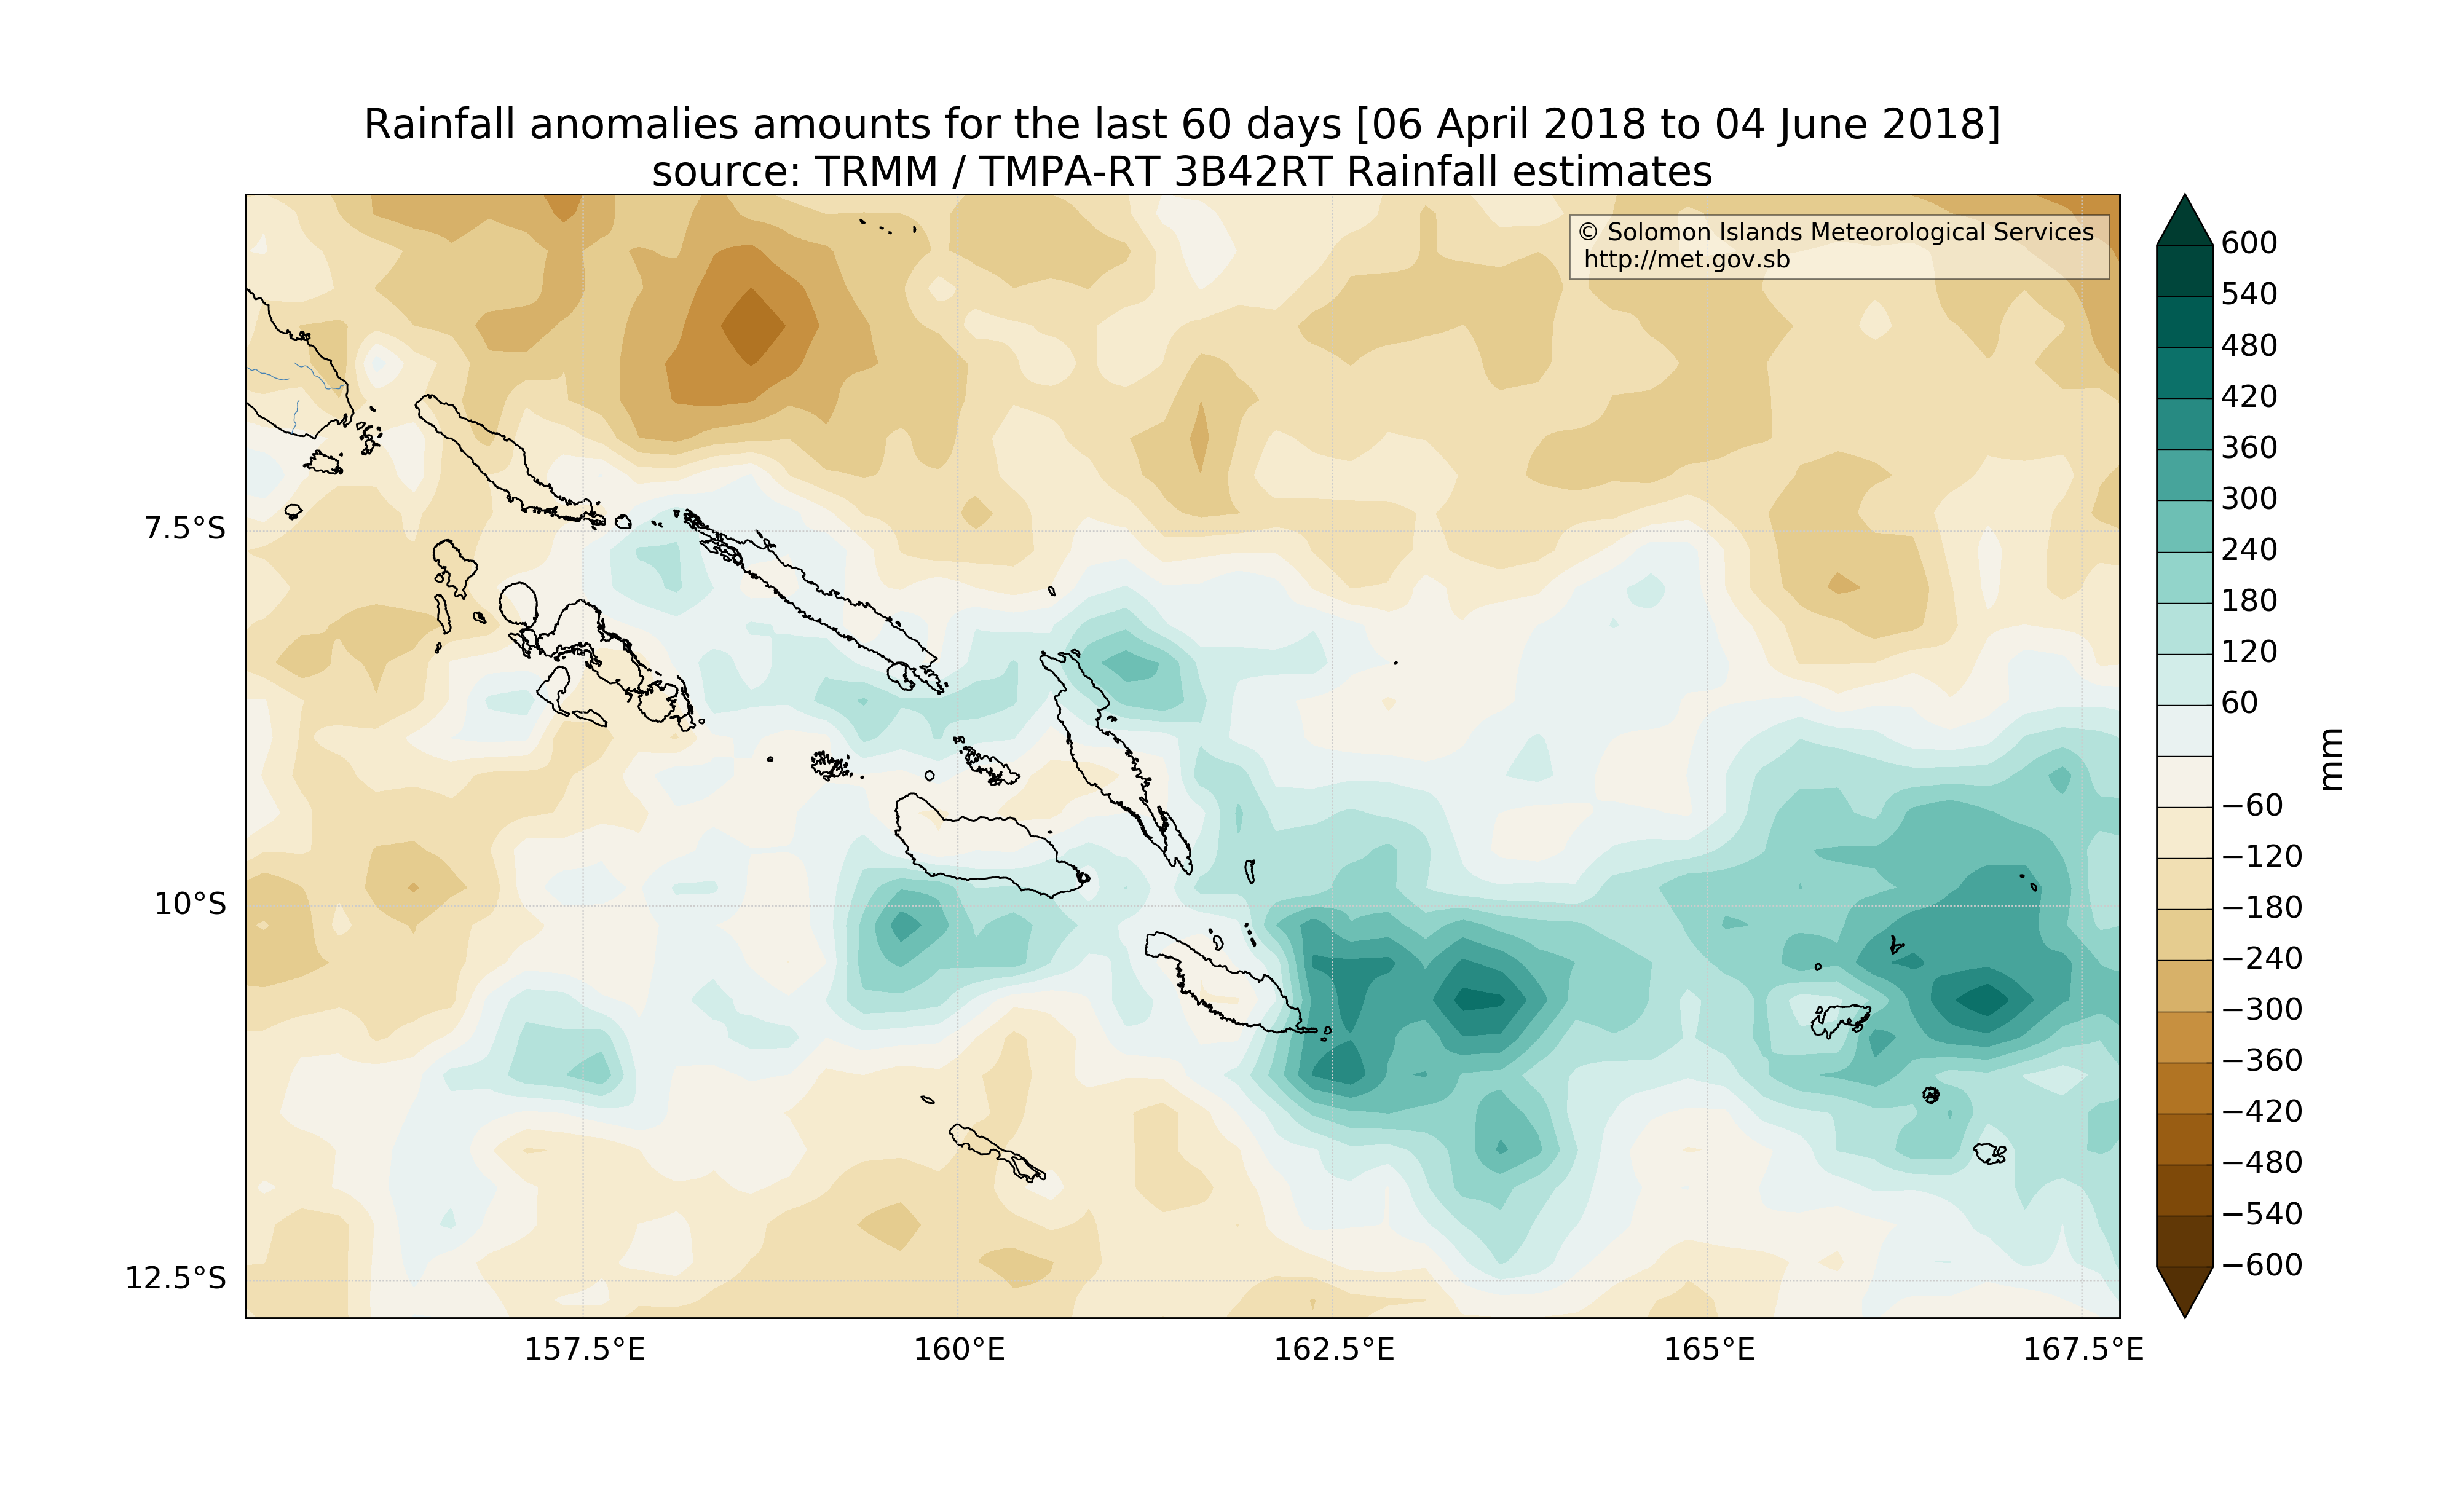 Rainfall anomalies amounts for the last 60 days [06 April 2018 to 04 June 2018]
source: TRMM / TMPA-RT 3B42RT Rainfall estimates
© Solomon Islands Meteorological Services
http://met.gov.sb
7.5°S
10°S
12.5°S
157.5°E
160°E
162.5°E
165°E
167.5°E
600
540
480
420
360
300
240
180
120
60
−60
−120
−180
−240
−300
−360
−420
−480
−540
−600
mm